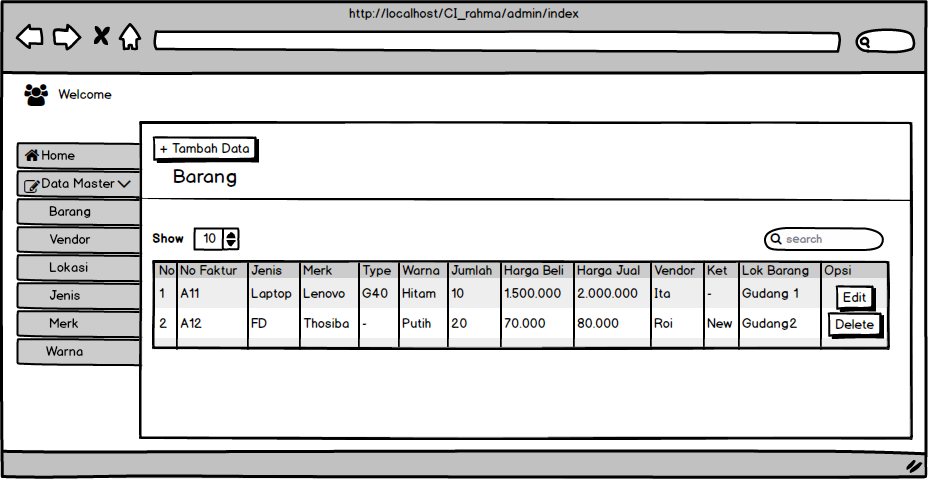 http://localhost/CI_rahma/admin/index
Welcome
Home
Data Master
Barang
Vendor
Lokasi
Jenis
Merk
Warna
+ Tambah Data
Barang
Show 10
search
No No Faktur Jenis Merk Type Warna Jumlah Harga Beli Harga Jual Vendor Ket Lok Barang Opsi
1 A11 Laptop Lenovo G40 Hitam 10 1.500.000 2.000.000 Ita - Gudang 1 Edit
2 A12 FD Thosiba - Putih 20 70.000 80.000 Roi New Gudang2 Delete